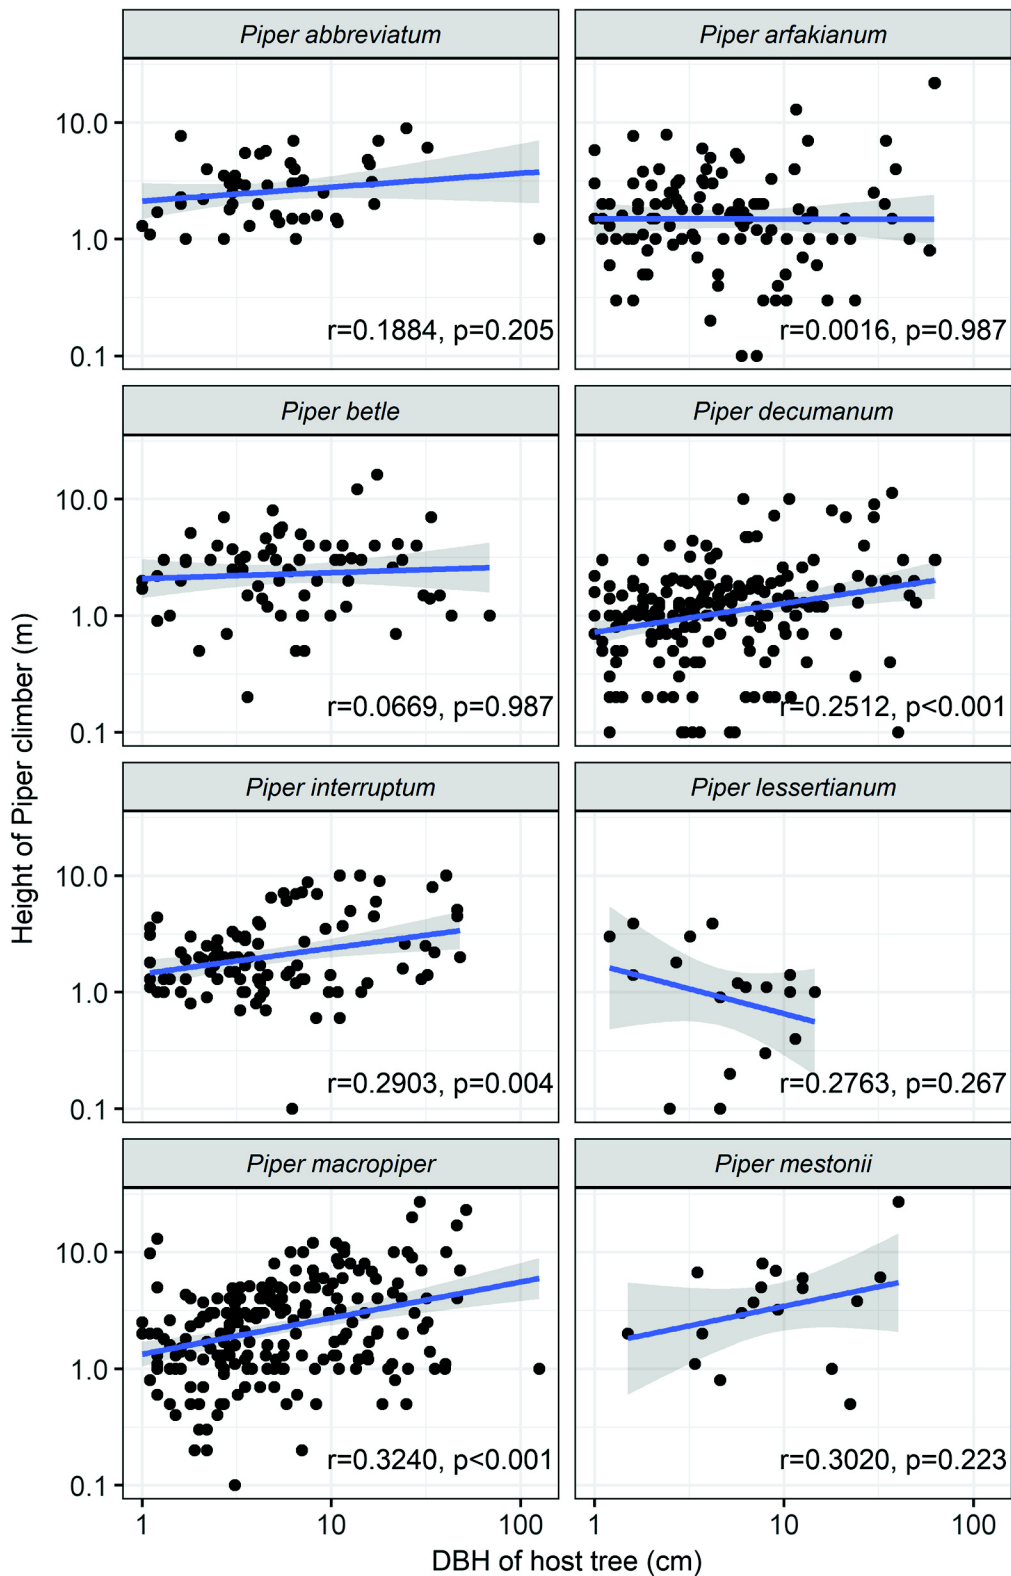 Piper abbreviatum
Piper arfakianum
10.0
1.0
0.1
r=0.1884, p=0.205
r=0.0016, p=0.987
Piper betle
Piper decumanum
10.0
1.0
0.1
r=0.0669, p=0.987
r=0.2512, p<0.001
Piper interruptum
Piper lessertianum
10.0
1.0
0.1
r=0.2903, p=0.004
r=0.2763, p=0.267
Piper macropiper
Piper mestonii
10.0
1.0
0.1
r=0.3240, p<0.001
r=0.3020, p=0.223
1 10 100
1 10 100
DBH of host tree (cm)
Height of Piper climber (m)